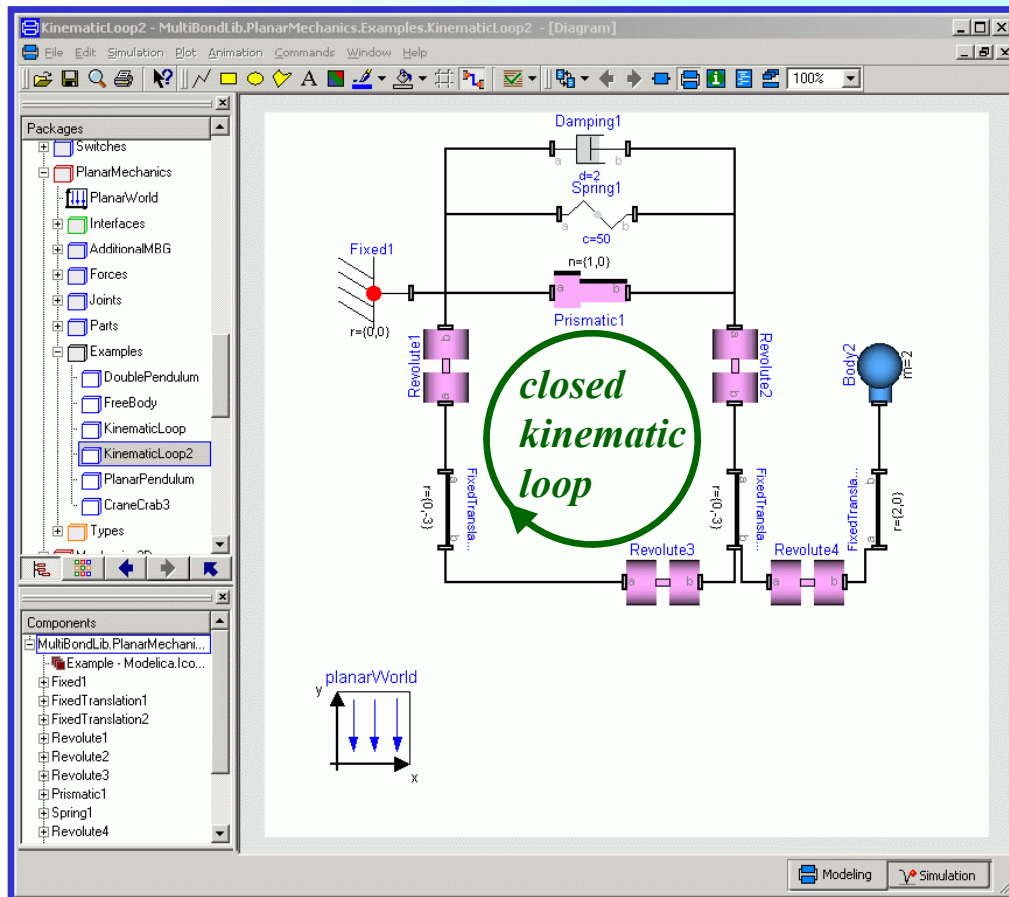 KinematicLoop2 - MultiBondLib.PlanarMechanics.Examples.KinematicLoop2 - [Diagram]
File Edit Simulation Plot Animation Commands Window Help
A
100%
Packages
Switches
PlanarMechanics
PlanarWorld
Interfaces
AdditionalMBG
Forces
Joints
Parts
Examples
DoublePendulum
FreeBody
KinematicLoop
KinematicLoop2
PlanarPendulum
CraneCrab3
Types
Components
MultiBondLib.PlanarMechani...
Example - Modelica.Ico...
Fixed1
FixedTranslation1
FixedTranslation2
Revolute1
Revolute2
Revolute3
Prismatic1
Spring1
Revolute4
Damping1
a b
d=2
Spring1
a b
c=50
Fixed1
r={0,0}
n={1,0}
a b
Prismatic1
Revolute1
b
a
Revolute2
a
b
Body2
m=2
closed
kinematic
loop
r={0,-3}
a
b
FixedTransla...
r={0,-3}
a
b
FixedTransla...
FixedTransla...
b
a
r={2,0}
Revolute3
a b
Revolute4
a b
planarWorld
y
x
Modeling
Simulation